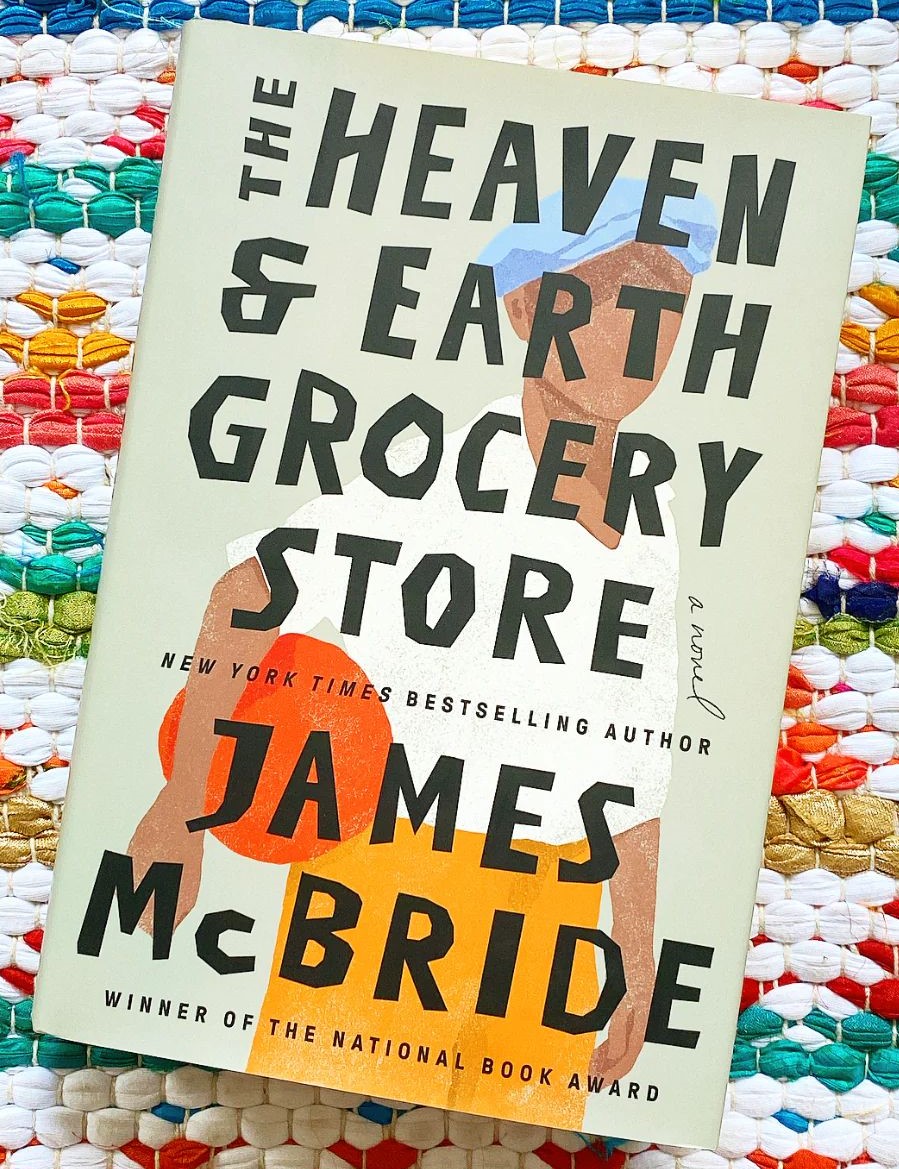 THE HEAVEN
& EARTH
GROCERY
STORE
a novel
NEW YORK TIMES BESTSELLING AUTHOR
JAMES
McBRIDE
WINNER OF THE NATIONAL BOOK AWARD